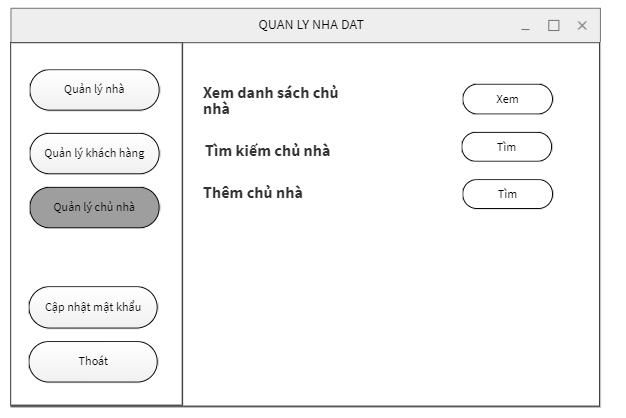 QUAN LY NHA DAT
Quản lý nhà
Quản lý khách hàng
Quản lý chủ nhà
Cập nhật mật khẩu
Thoát
Xem danh sách chủ
nhà
Xem
Tìm kiếm chủ nhà
Tìm
Thêm chủ nhà
Tìm